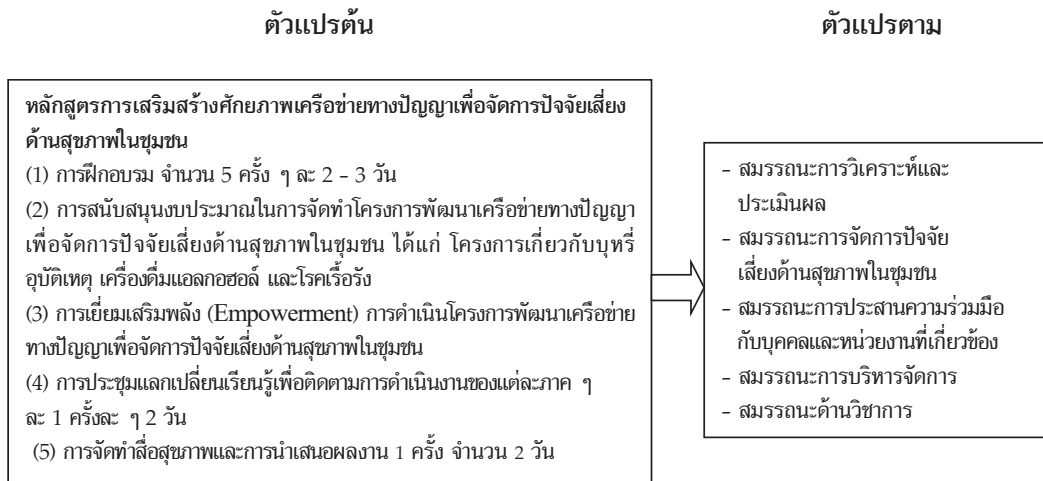 ตัวแปรต้น
ตัวแปรตาม
หลักสูตรการเสริมสร้างศักยภาพเครือข่ายทางปัญญาเพื่อจัดการปัจจัยเสี่ยง
ด้านสุขภาพในชุมชน
(1) การฝึกอบรม จำนวน 5 ครั้ง ๆ ละ 2 – 3 วัน
(2) การสนับสนุนงบประมาณในการจัดทำโครงการพัฒนาเครือข่ายทางปัญญา
เพื่อจัดการปัจจัยเสี่ยงด้านสุขภาพในชุมชน ได้แก่ โครงการเกี่ยวกับบุหรี่
อุบัติเหตุ เครื่องดื่มแอลกอฮอล์ และโรคเรื้อรัง
(3) การเยี่ยมเสริมพลัง (Empowerment) การดำเนินโครงการพัฒนาเครือข่าย
ทางปัญญาเพื่อจัดการปัจจัยเสี่ยงด้านสุขภาพในชุมชน
(4) การประชุมแลกเปลี่ยนเรียนรู้เพื่อติดตามการดำเนินงานของแต่ละภาค ๆ
ละ 1 ครั้งละ ๆ 2 วัน
(5) การจัดทำสื่อสุขภาพและการนำเสนอผลงาน 1 ครั้ง จำนวน 2 วัน
– สมรรถนะการวิเคราะห์และ
ประเมินผล
– สมรรถนะการจัดการปัจจัย
เสี่ยงด้านสุขภาพในชุมชน
– สมรรถนะการประสานความร่วมมือ
กับบุคคลและหน่วยงานที่เกี่ยวข้อง
– สมรรถนะการบริหารจัดการ
– สมรรถนะด้านวิชาการ